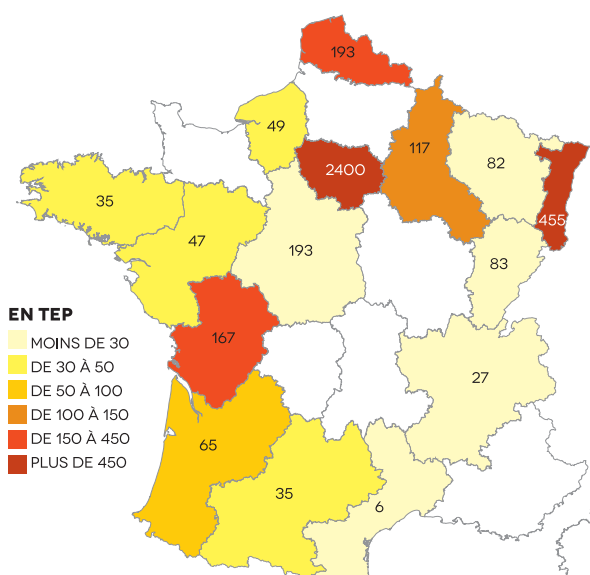 193
49
117
82
2400
35
455
47
193
83
EN TEP
MOINS DE 30
DE 30 À 50
DE 50 À 100
DE 100 À 150
DE 150 À 450
PLUS DE 450
167
27
65
35
6